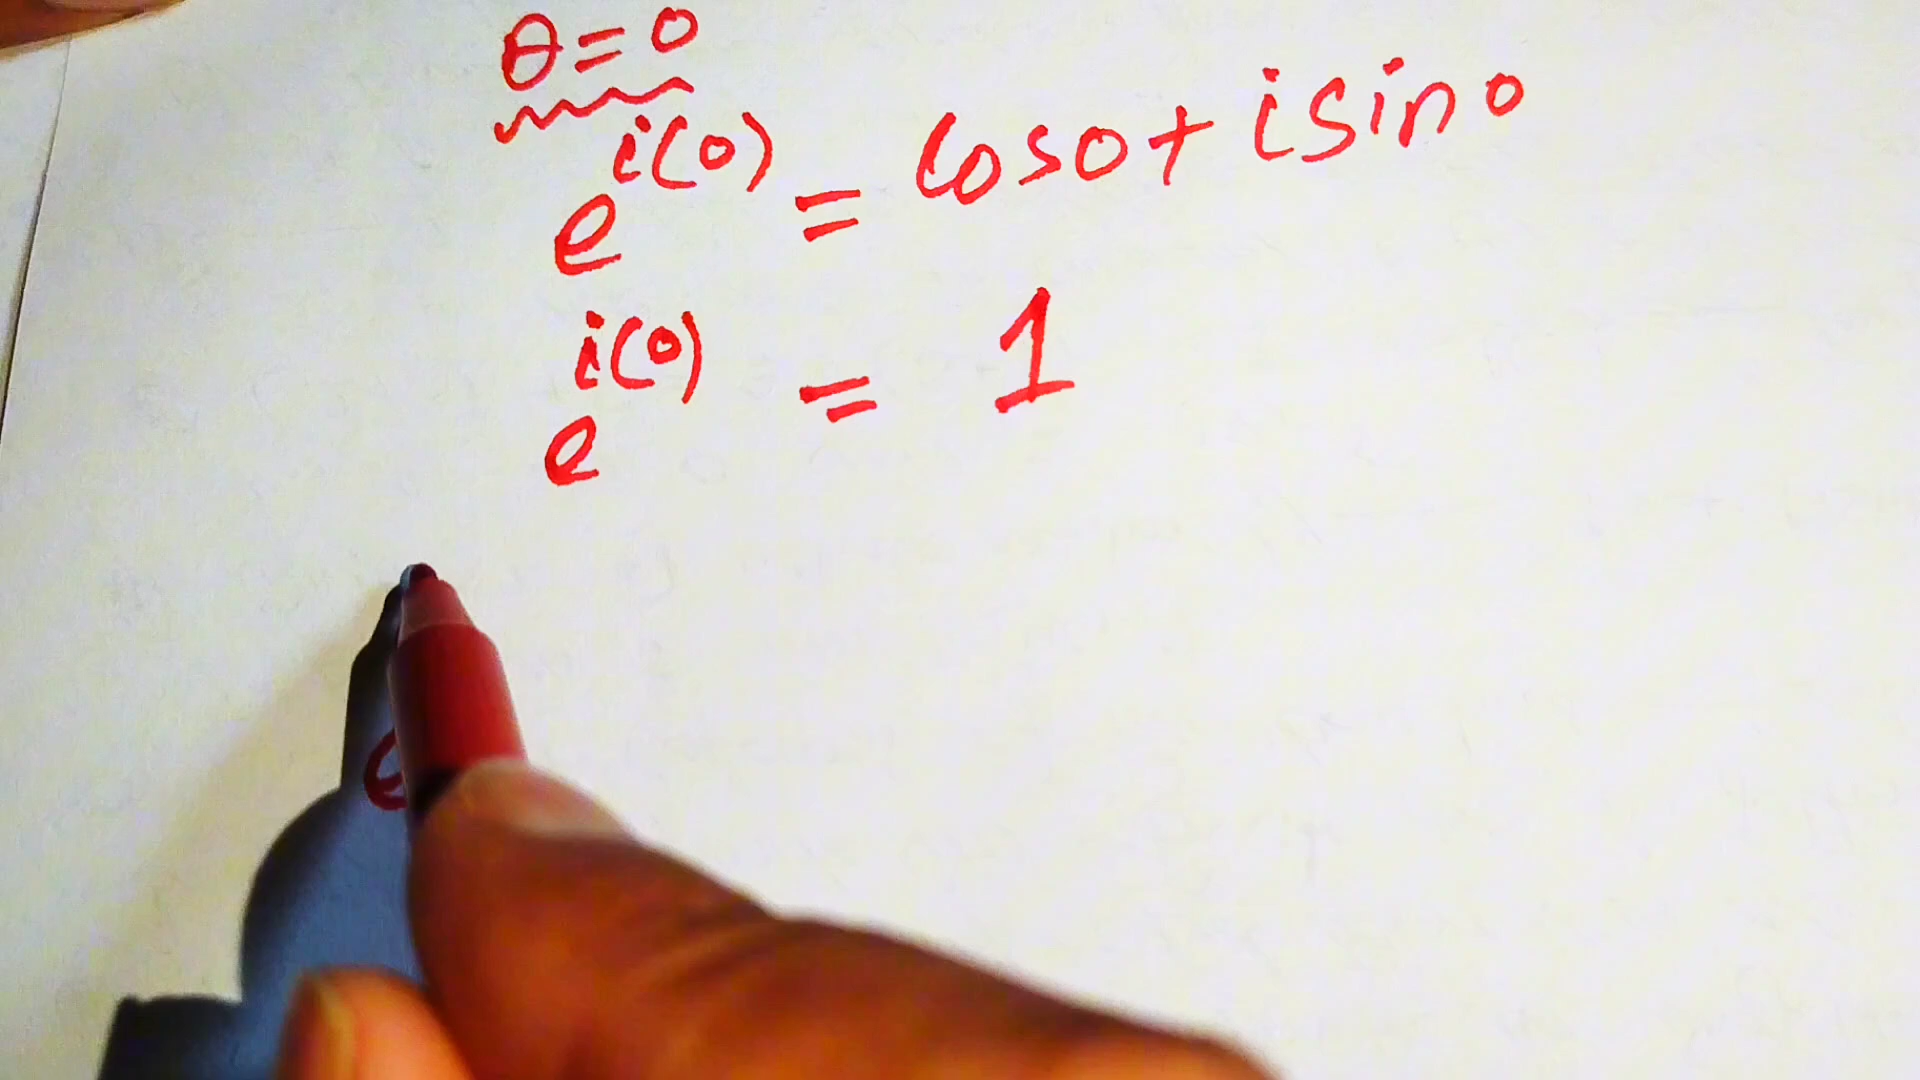 θ=0
e^{i(0)} = cos0+ isin0
e^{i(0)} = 1